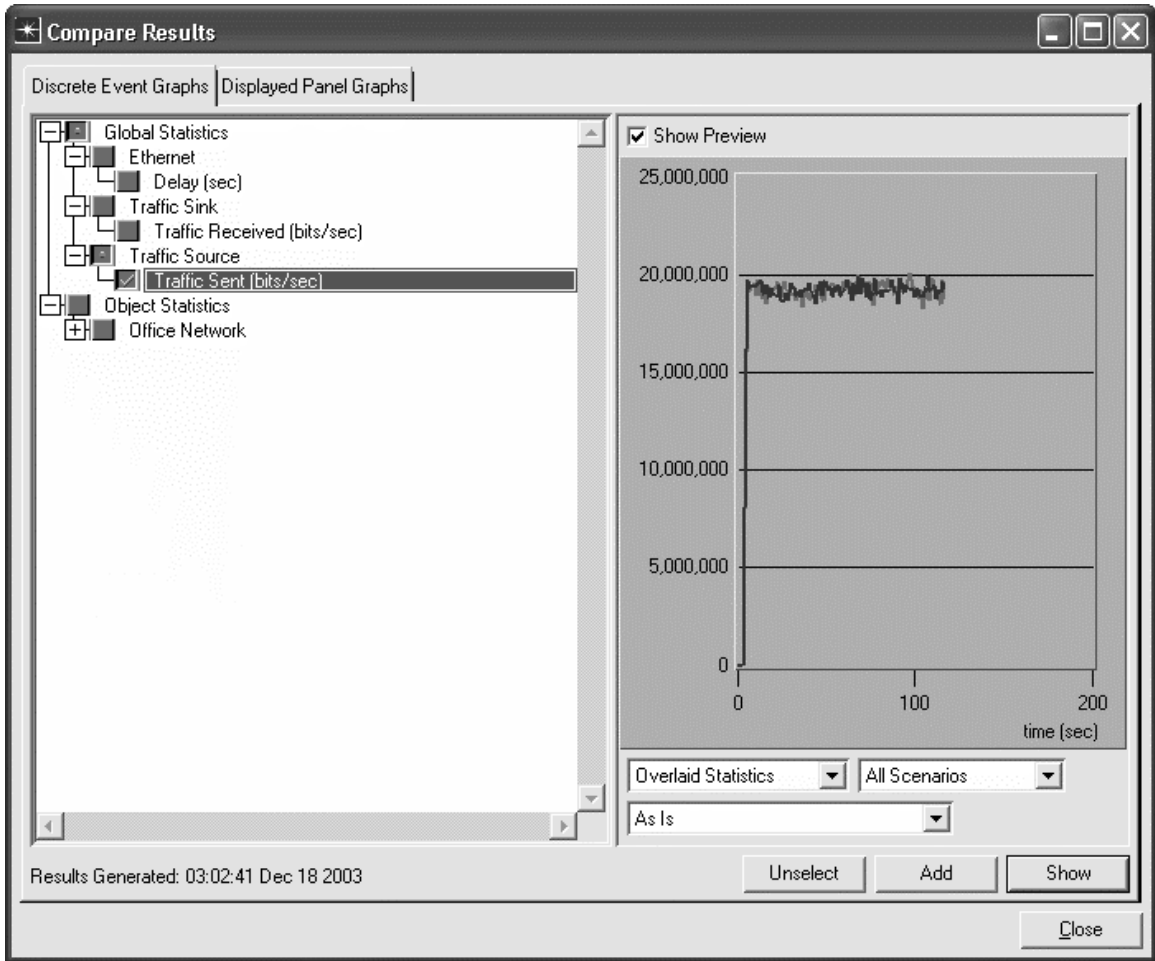 Compare Results
Discrete Event Graphs Displayed Panel Graphs
Global Statistics
Ethernet
Delay (sec)
Traffic Sink
Traffic Received (bits/sec)
Traffic Source
Traffic Sent (bits/sec)
Object Statistics
Office Network
Show Preview
25,000,000
20,000,000
15,000,000
10,000,000
5,000,000
0
0 100 200
time (sec)
Overlaid Statistics All Scenarios
As Is
Results Generated: 03:02:41 Dec 18 2003
Unselect Add Show
Close